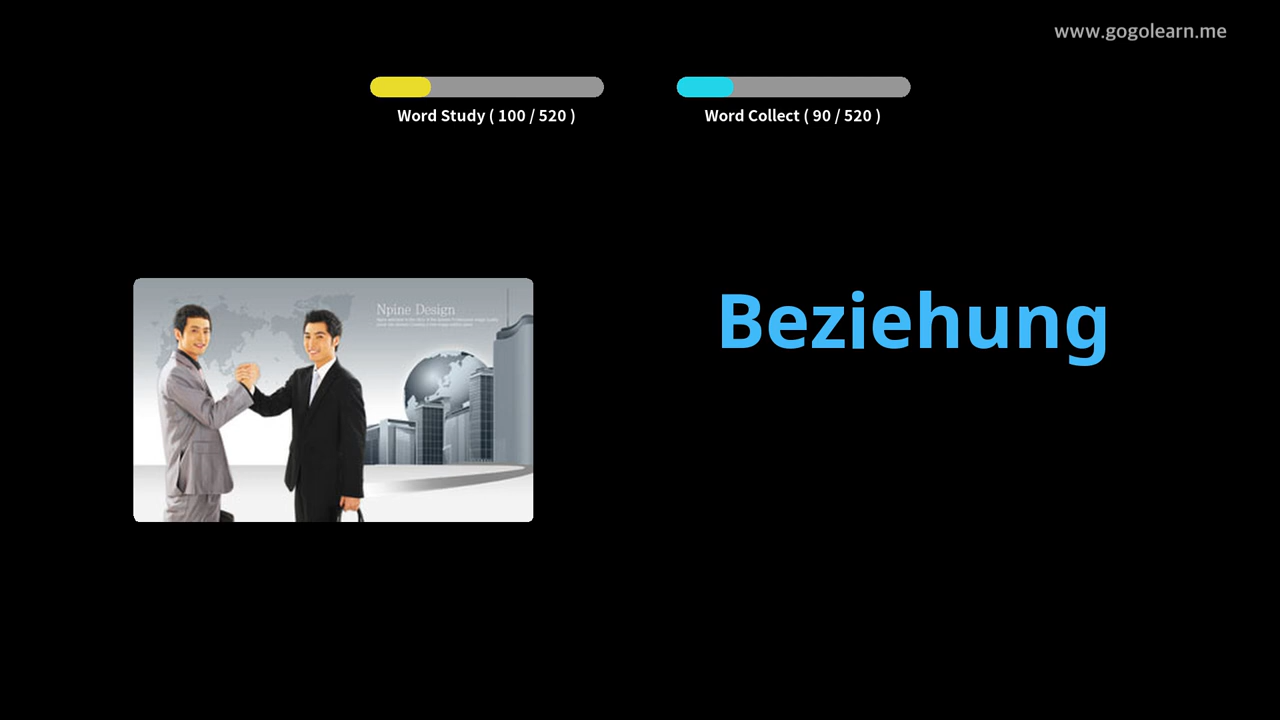 www.gogolearn.me
Word Study ( 100 / 520 )
Word Collect ( 90 / 520 )
Npine Design
Beziehung